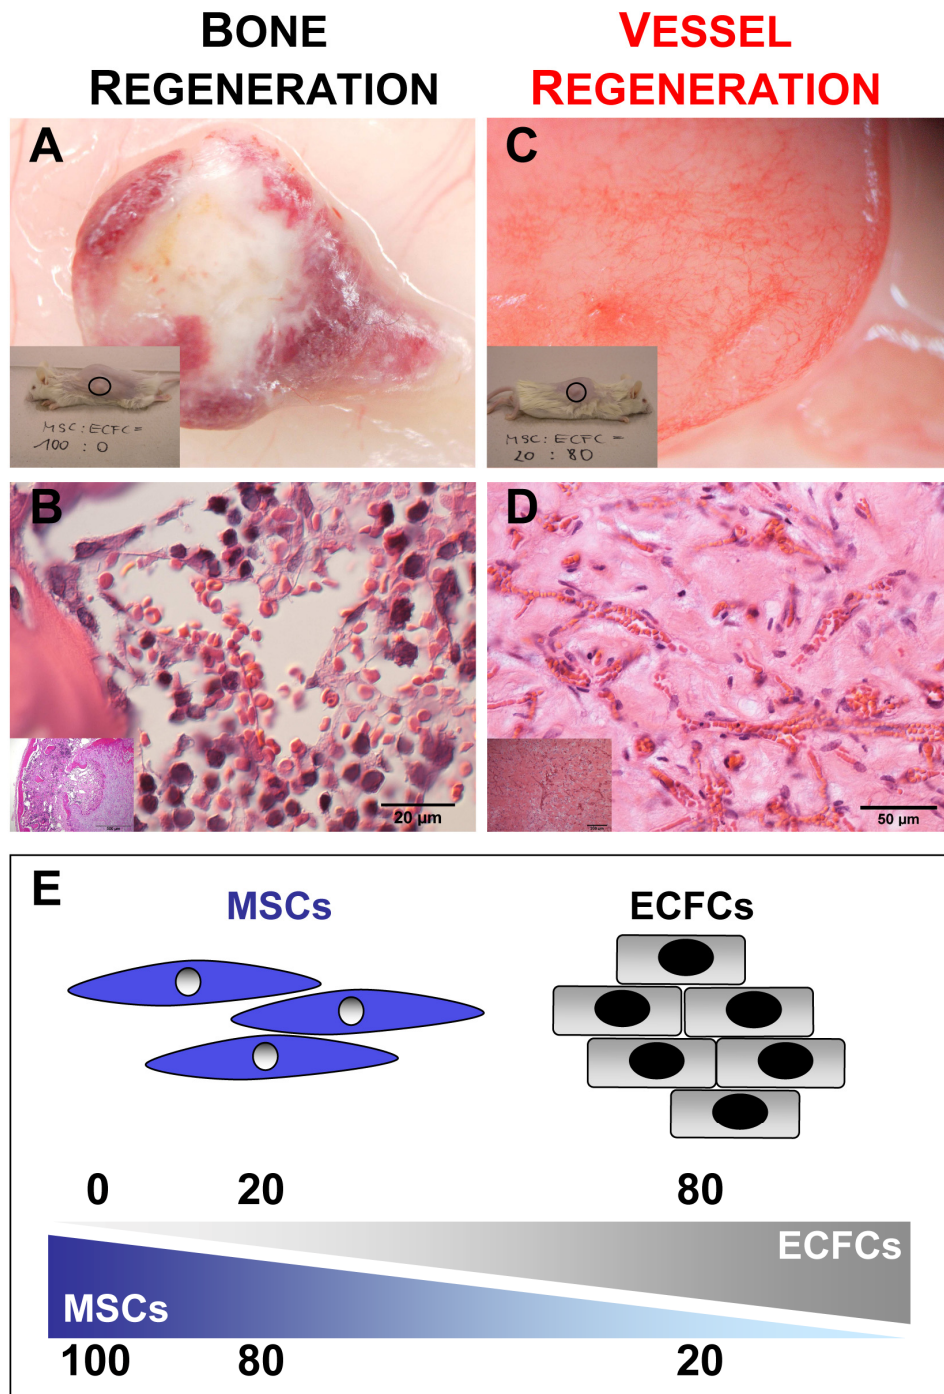 BONE
REGENERATION
VESSEL
REGENERATION
A
MSC:ECFC=
100 : 0
C
MSC:ECFC=
20 : 80
B
20 µm
D
50 µm
E
MSCs
ECFCs
0 20 80
ECFCs
MSCs
100 80 20